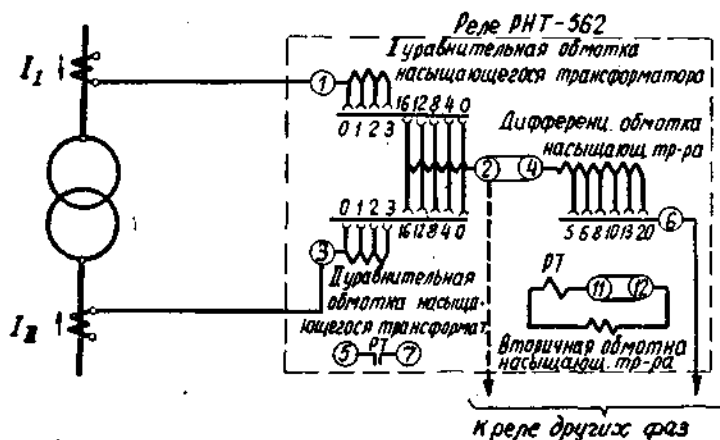 Реле РНТ-562
I уравнительная обмотка
насыщающегося трансформатора
I_I
1
16 12 8 4 0
0 1 2 3
Дифференц. обмотка
насыщающ. тр-ра
2
4
0 1 2 3
16 12 8 4 0
5 6 8 10 13 20
6
3
II уравнительная
обмотка насыща-
ющегося трансформат.
РТ
11
12
I_II
5
РТ
7
Вторичная обмотка
насыщающ. тр-ра
К реле других фаз